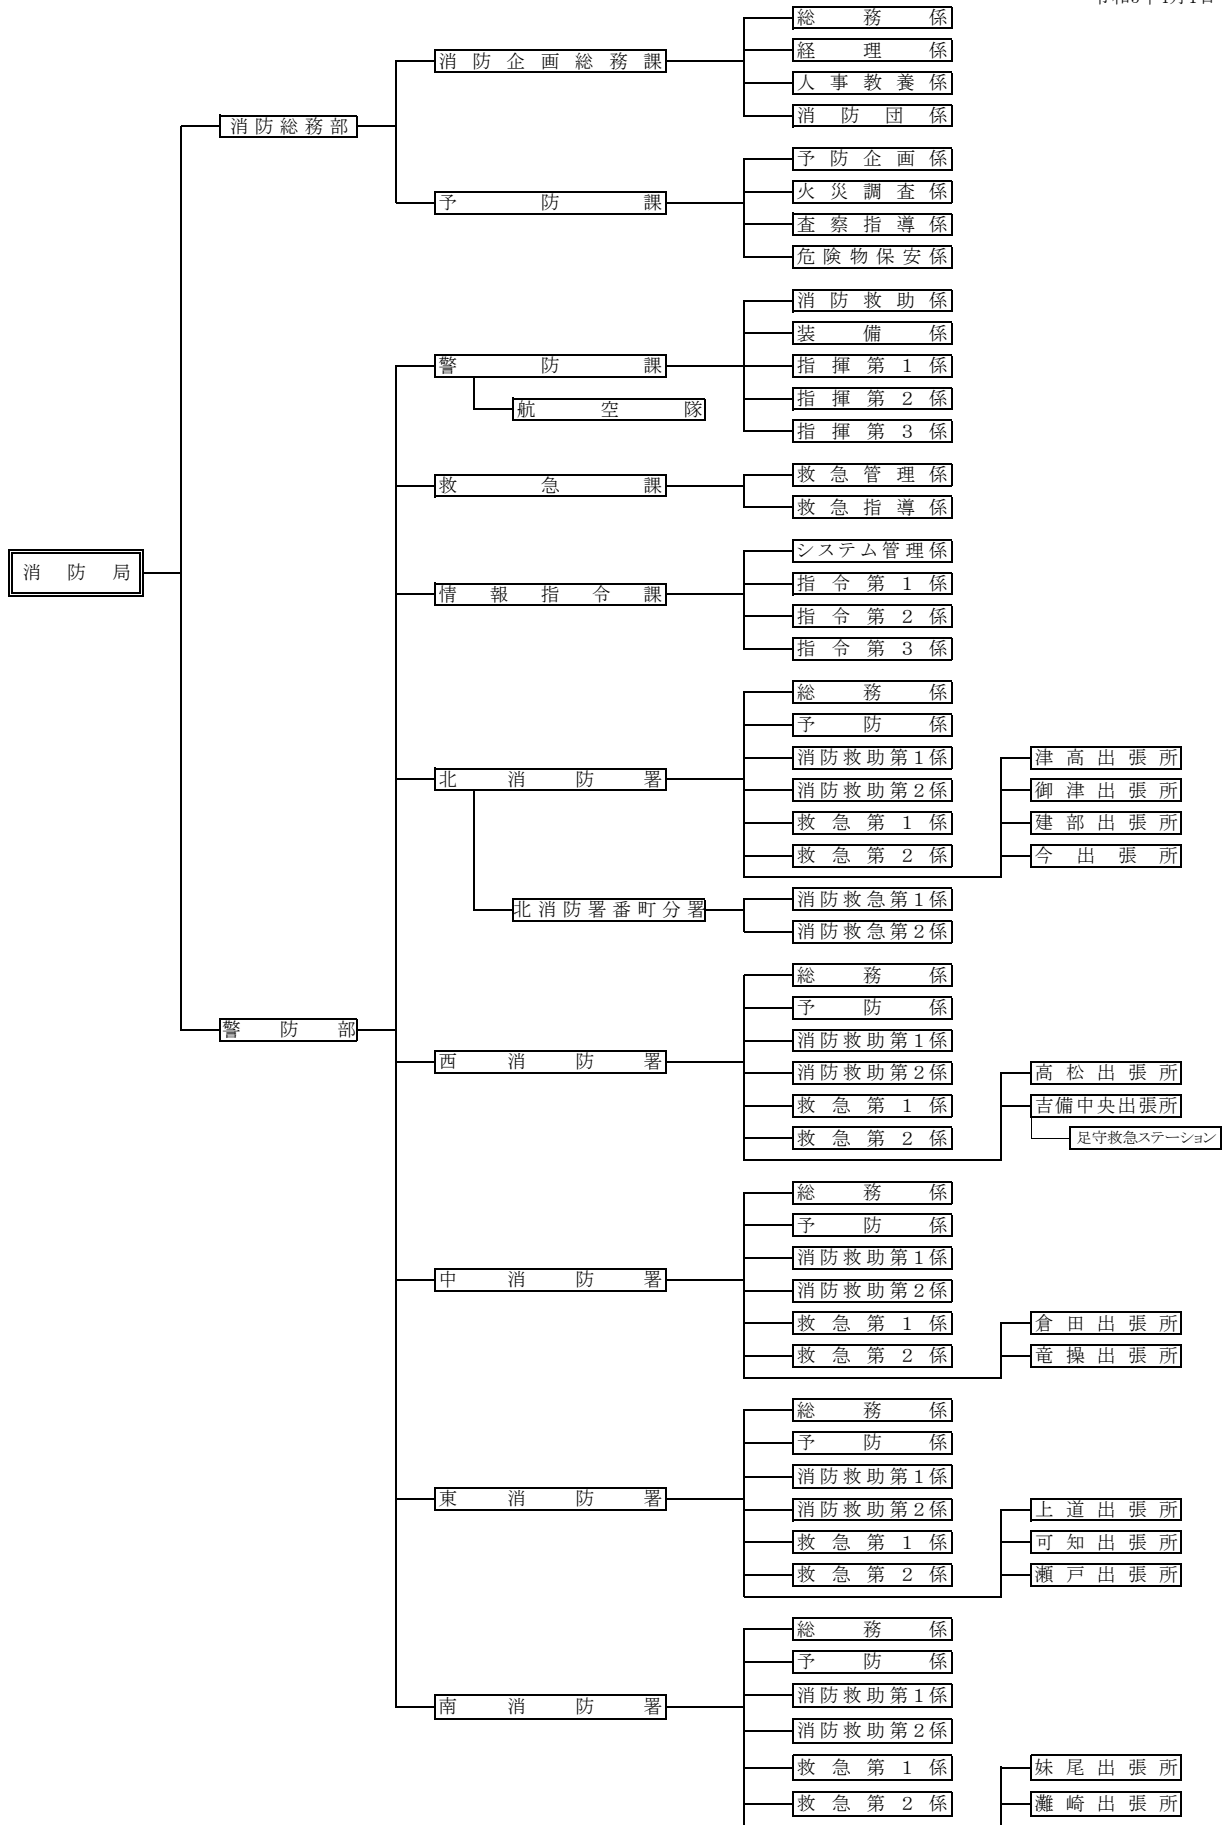 総務係
経理係
消防企画総務課
人事教養係
消防団係
消防総務部
予防企画係
火災調査係
予防課
査察指導係
危険物保安係
消防救助係
装備係
警防課
指揮第1係
航空隊
指揮第2係
指揮第3係
救急管理係
救急課
救急指導係
システム管理係
消防局
指令第1係
情報指令課
指令第2係
指令第3係
総務係
予防係
消防救助第1係
津高出張所
北消防署
消防救助第2係
御津出張所
救急第1係
建部出張所
救急第2係
今出張所
消防救急第1係
北消防署番町分署
消防救急第2係
総務係
予防係
警防部
消防救助第1係
西消防署
消防救助第2係
高松出張所
救急第1係
吉備中央出張所
救急第2係
足守救急ステーション
総務係
予防係
消防救助第1係
中消防署
消防救助第2係
救急第1係
倉田出張所
救急第2係
竜操出張所
総務係
予防係
消防救助第1係
東消防署
消防救助第2係
上道出張所
救急第1係
可知出張所
救急第2係
瀬戸出張所
総務係
予防係
消防救助第1係
南消防署
消防救助第2係
救急第1係
妹尾出張所
救急第2係
灘崎出張所